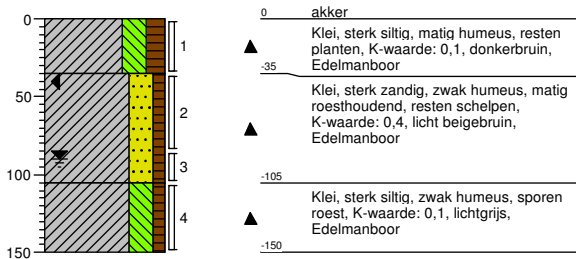 0
50
100
150
1
2
3
4
0
akker
Klei, sterk siltig, matig humeus, resten
planten, K-waarde: 0,1, donkerbruin,
Edelmanboor
-35
Klei, sterk zandig, zwak humeus, matig
roesthoudend, resten schelpen,
K-waarde: 0,4, licht beigebruin,
Edelmanboor
-105
Klei, sterk siltig, zwak humeus, sporen
roest, K-waarde: 0,1, lichtgrijs,
Edelmanboor
-150